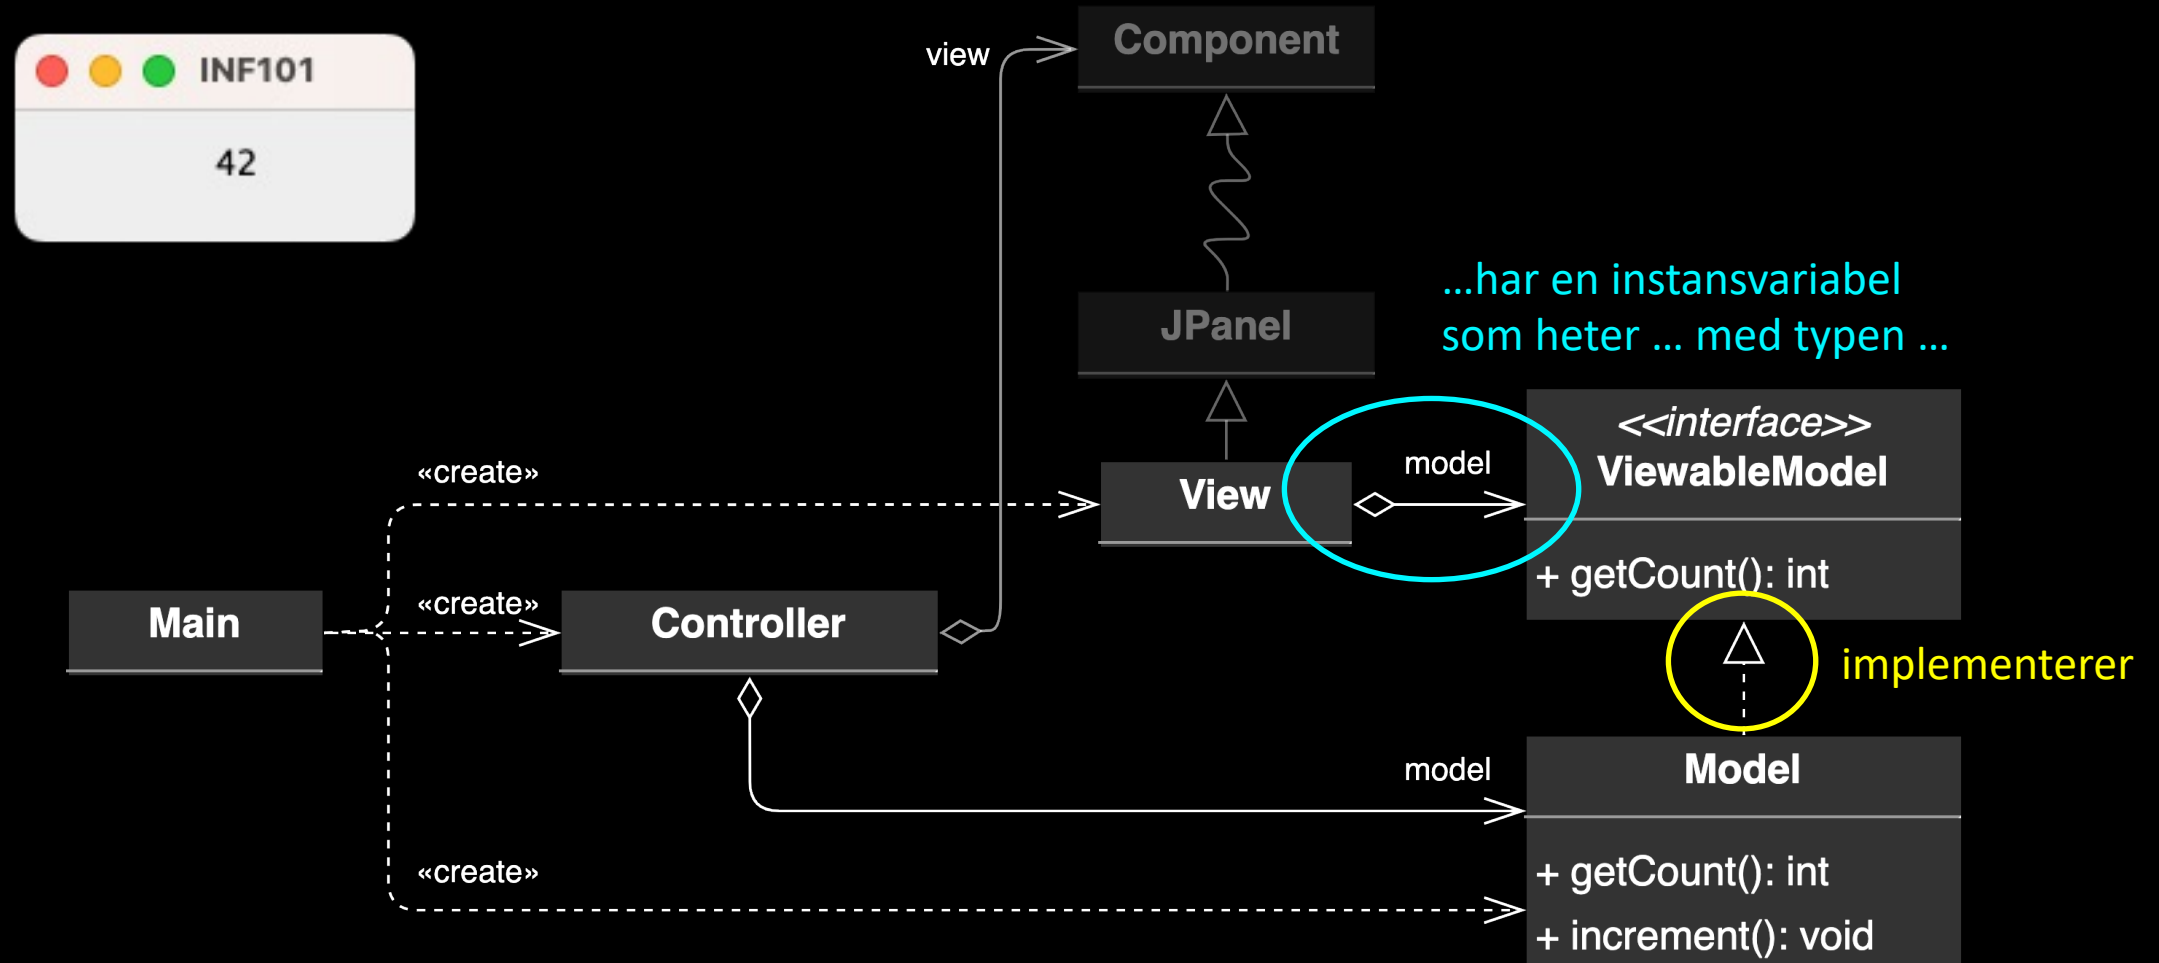 INF101
42
view
Component
JPanel
…har en instansvariabel
som heter … med typen …
«create»
View
model
<<interface>>
ViewableModel
+ getCount(): int
«create»
Main
Controller
implementerer
model
Model
«create»
+ getCount(): int
+ increment(): void